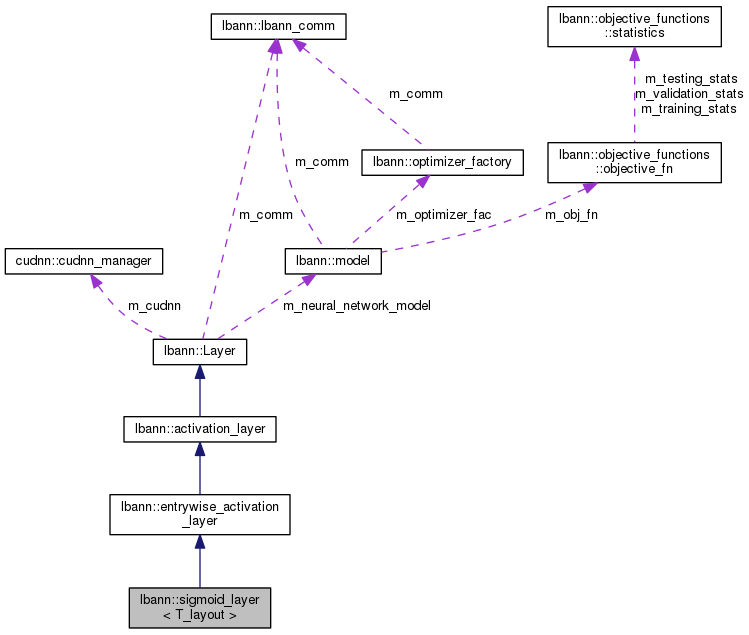 lbann::lbann_comm
lbann::objective_functions
::statistics
m_testing_stats
m_validation_stats
m_training_stats
m_comm
lbann::optimizer_factory
lbann::objective_functions
::objective_fn
m_comm
m_comm
m_optimizer_fac
m_obj_fn
cudnn::cudnn_manager
lbann::model
m_cudnn
m_neural_network_model
lbann::Layer
lbann::activation_layer
lbann::entrywise_activation
_layer
lbann::sigmoid_layer
< T_layout >